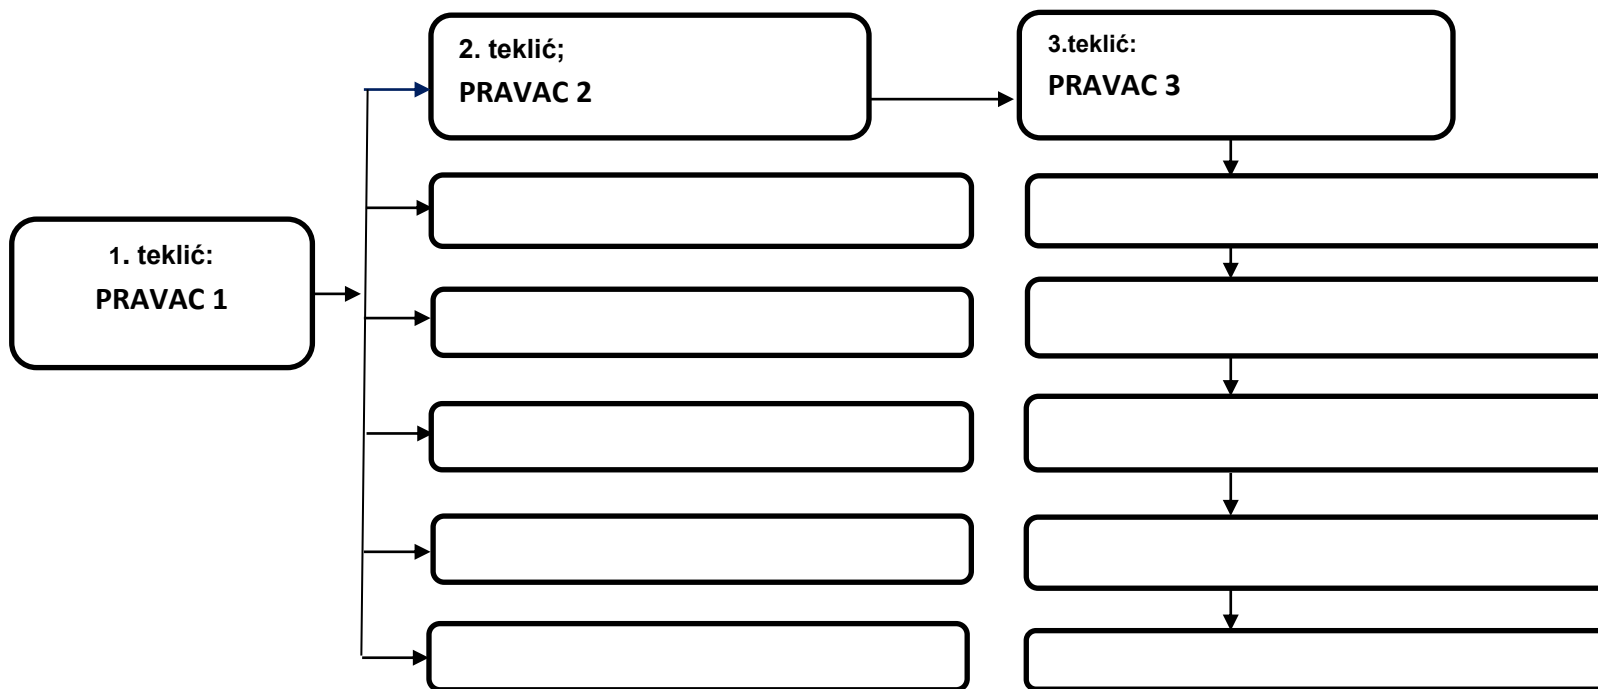 2. teklić;
PRAVAC 2
3.teklić:
PRAVAC 3
1. teklić:
PRAVAC 1